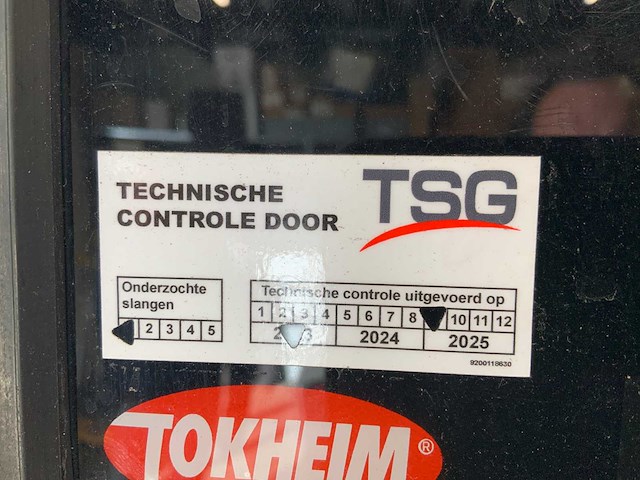 TECHNISCHE
CONTROLE DOOR
TSG
Onderzochte
slangen
2 3 4 5
Technische controle uitgevoerd op
1 2 3 4 5 6 7 8 10 11 12
2024 2025
9200118630
TOKHEIM®